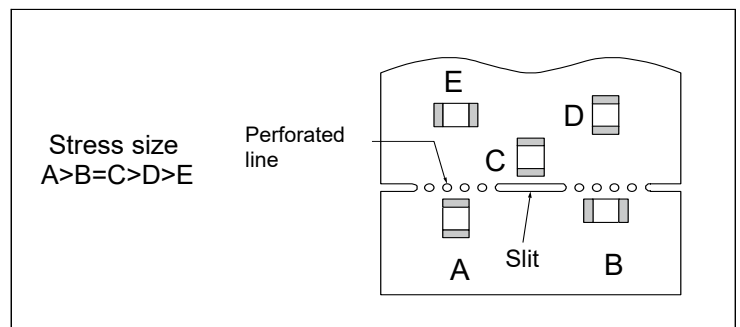 Stress size
A>B=C>D>E
Perforated
line
E
D
C
A
Slit
B